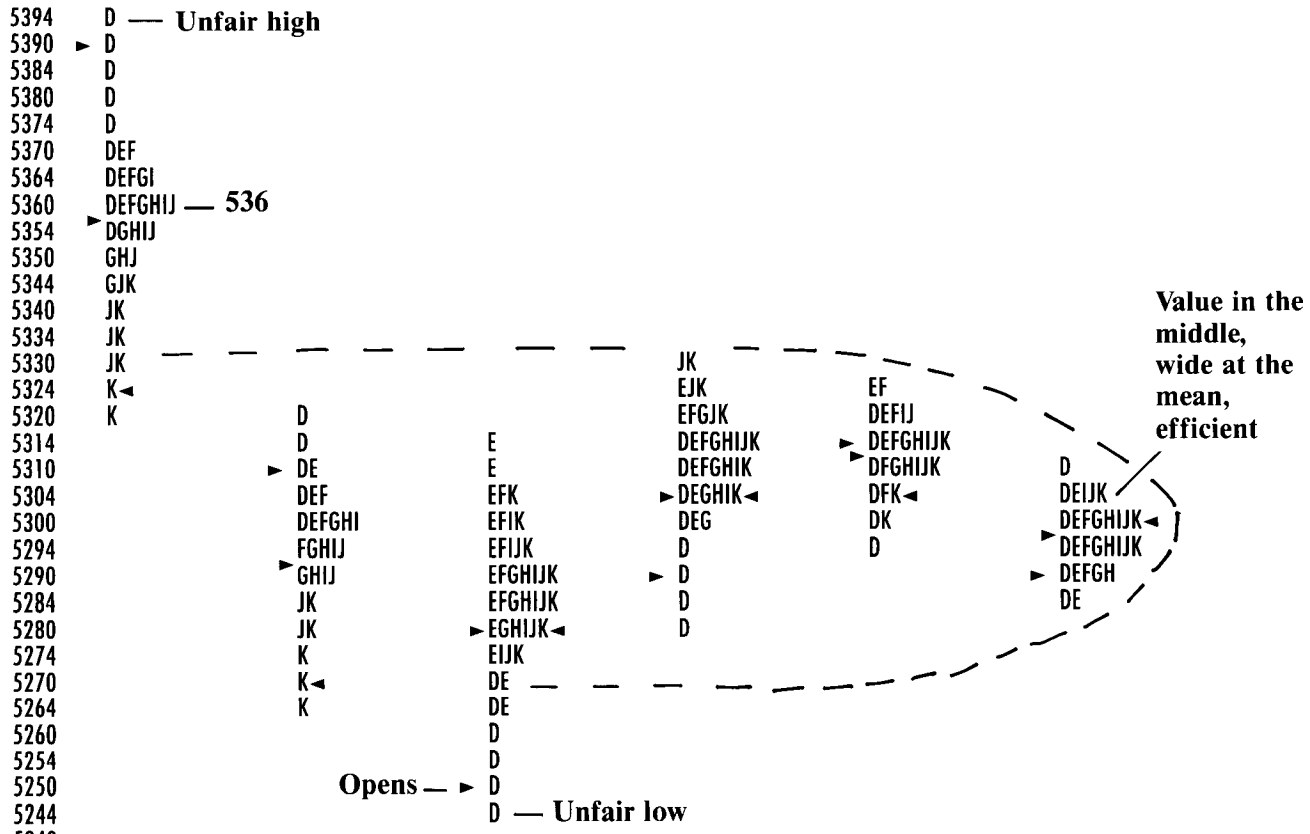 5394 D — Unfair high
5390 ► D
5384 D
5380 D
5374 D
5370 DEF
5364 DEFGI
5360 DEFGHIJ — 536
5354 ► DGHIJ
5350 GHJ
5344 GJK
5340 JK
5334 JK
5330 JK JK
5324 K◄ EJK EF
5320 K D EFGJK DEFIJ
5314 D E DEFGHIJK ► DEFGHIJK
5310 ► DE E DEFGHIK ► DFGHIJK D
5304 DEF EFK ► DEGHIK◄ DFK◄ DEIJK
5300 DEFGHI EFIK DEG DK DEFGHIJK◄
5294 FGHIJ EFIJK D D ► DEFGHIJK
5290 ► GHIJ EFGHIJK ► D ► DEFGH
5284 JK EFGHIJK D DE
5280 JK ► EGHIJK◄ D
5274 K EIJK
5270 K◄ DE
5264 K DE
5260 D
5254 D
5250 Opens — ► D
5244 D — Unfair low
Value in the
middle,
wide at the
mean,
efficient